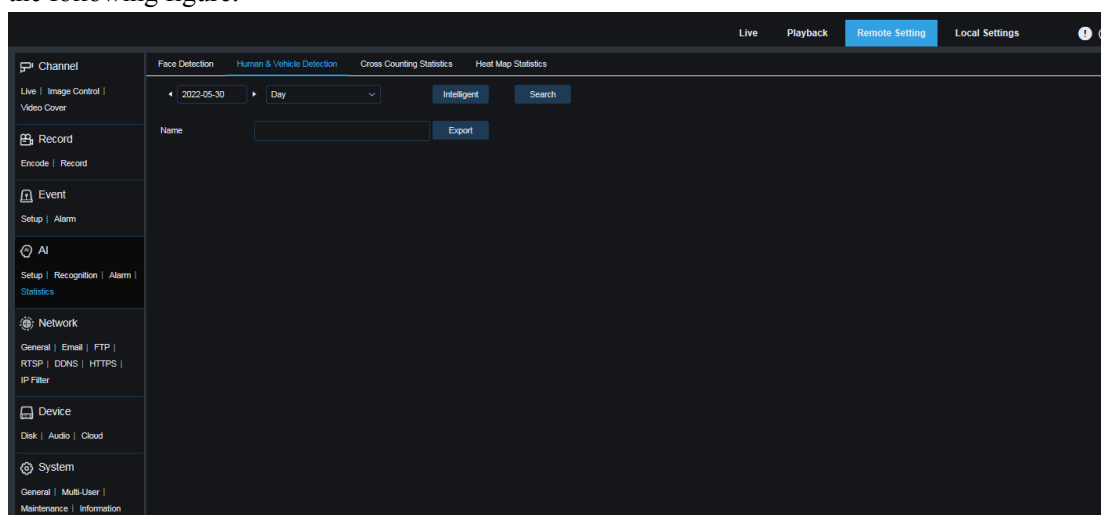 the following figure.
Live Playback Remote Setting Local Settings
Channel
Live | Image Control |
Video Cover
Record
Encode | Record
Event
Setup | Alarm
AI
Setup | Recognition | Alarm |
Statistics
Network
General | Email | FTP |
RTSP | DDNS | HTTPS |
IP Filter
Device
Disk | Audio | Cloud
System
General | Multi-User |
Maintenance | Information
Face Detection Human & Vehicle Detection Cross Counting Statistics Heat Map Statistics
2022-05-30 Day Intelligent Search
Name Export